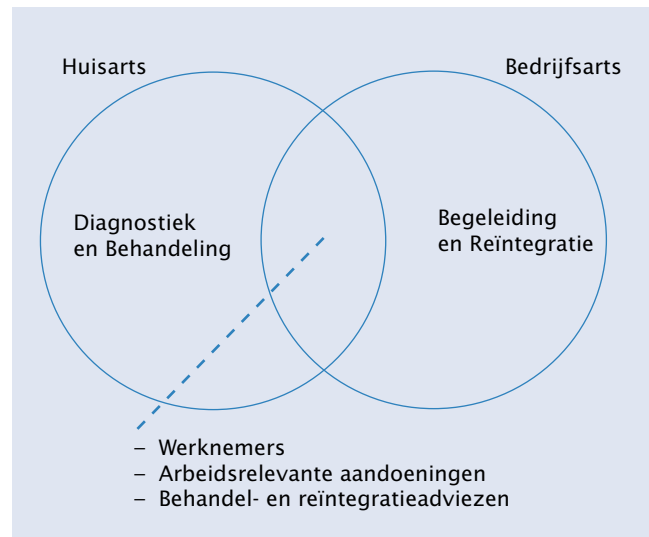 Huisarts
Bedrijfsarts
Diagnostiek
en Behandeling
Begeleiding
en Reïntegratie
– Werknemers
– Arbeidsrelevante aandoeningen
– Behandel- en reïntegratieadviezen